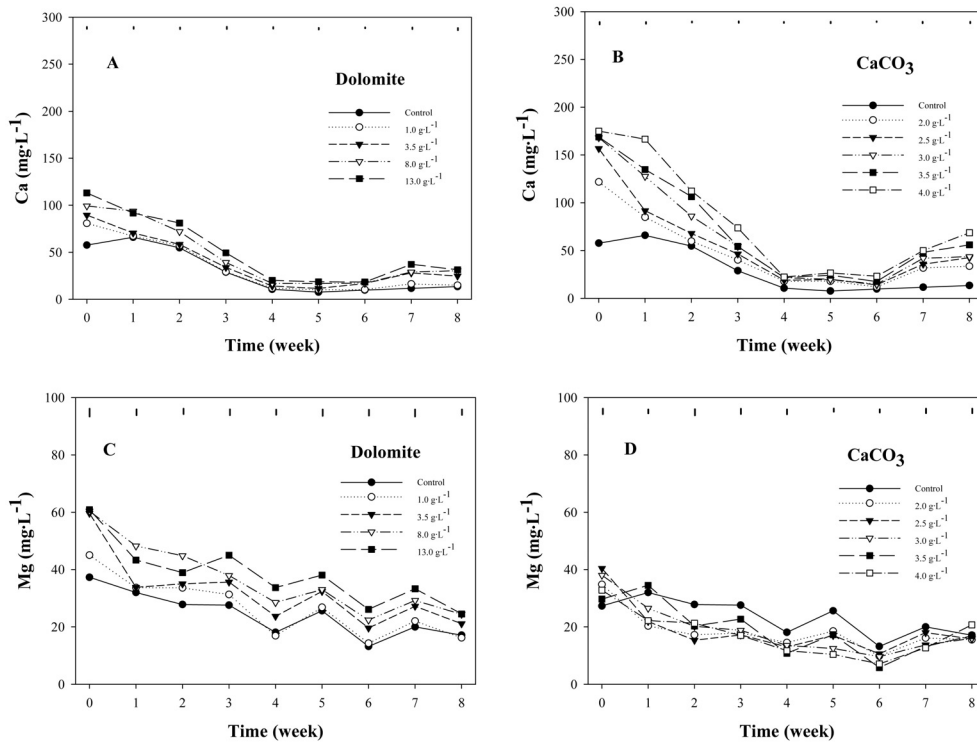 300
250
200
150
100
50
0
Ca (mg·L⁻¹)
A
Dolomite
Control
1.0 g·L⁻¹
3.5 g·L⁻¹
8.0 g·L⁻¹
13.0 g·L⁻¹
0 1 2 3 4 5 6 7 8
Time (week)
300
250
200
150
100
50
0
Ca (mg·L⁻¹)
B
CaCO₃
Control
2.0 g·L⁻¹
2.5 g·L⁻¹
3.0 g·L⁻¹
3.5 g·L⁻¹
4.0 g·L⁻¹
0 1 2 3 4 5 6 7 8
Time (week)
100
80
60
40
20
0
Mg (mg·L⁻¹)
C
Dolomite
Control
1.0 g·L⁻¹
3.5 g·L⁻¹
8.0 g·L⁻¹
13.0 g·L⁻¹
0 1 2 3 4 5 6 7 8
Time (week)
100
80
60
40
20
0
Mg (mg·L⁻¹)
D
CaCO₃
Control
2.0 g·L⁻¹
2.5 g·L⁻¹
3.0 g·L⁻¹
3.5 g·L⁻¹
4.0 g·L⁻¹
0 1 2 3 4 5 6 7 8
Time (week)